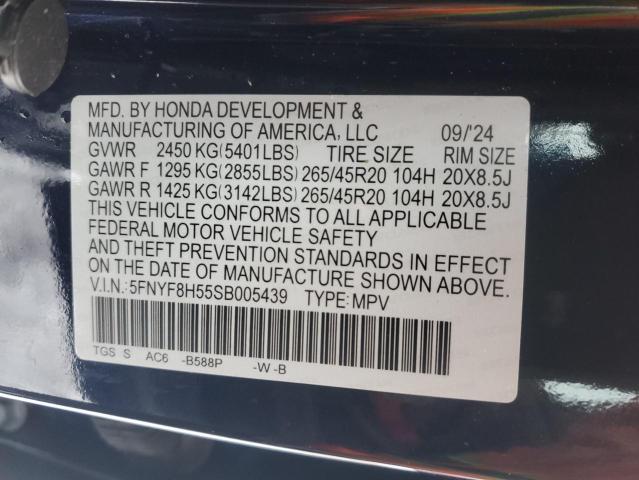 MFD. BY HONDA DEVELOPMENT &
MANUFACTURING OF AMERICA, LLC 09/'24
GVWR 2450 KG(5401LBS) TIRE SIZE RIM SIZE
GAWR F 1295 KG(2855LBS) 265/45R20 104H 20X8.5J
GAWR R 1425 KG(3142LBS) 265/45R20 104H 20X8.5J
THIS VEHICLE CONFORMS TO ALL APPLICABLE
FEDERAL MOTOR VEHICLE SAFETY
AND THEFT PREVENTION STANDARDS IN EFFECT
ON THE DATE OF MANUFACTURE SHOWN ABOVE.
V.I.N.: 5FNYF8H55SB005439 TYPE: MPV
TGS S AC6 -B588P -W -B